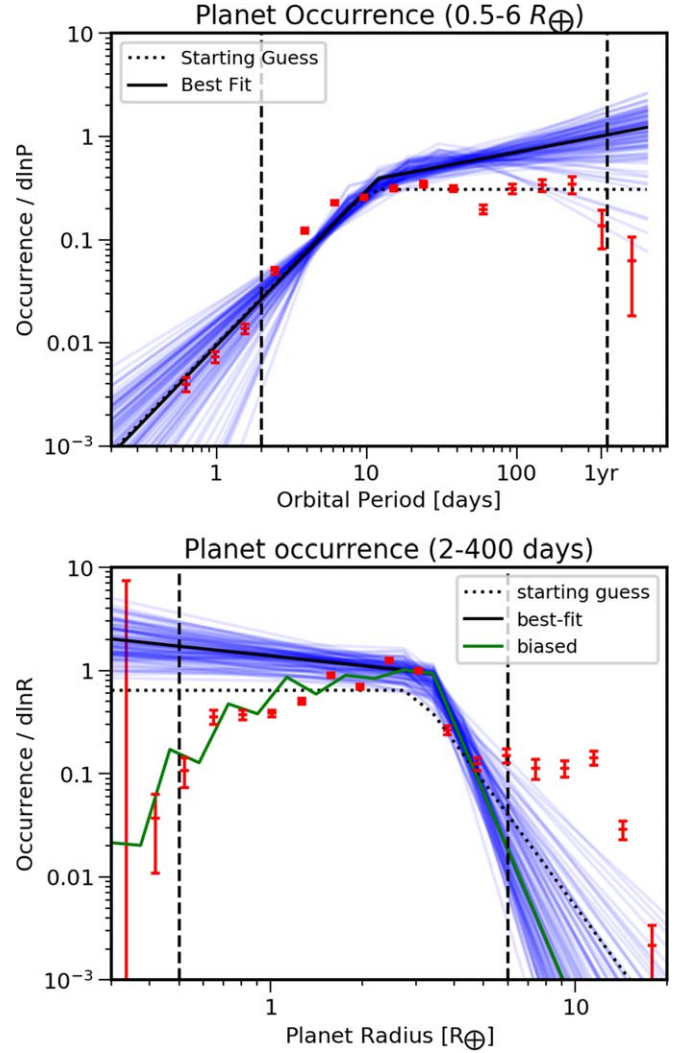 Planet Occurrence (0.5-6 R⊕)
10
1
0.1
0.01
10⁻³
Occurrence / dlnP
Starting Guess
Best Fit
1
10
100
1yr
Orbital Period [days]
Planet occurrence (2-400 days)
10
1
0.1
0.01
10⁻³
Occurrence / dlnR
starting guess
best-fit
biased
1
10
Planet Radius [R⊕]